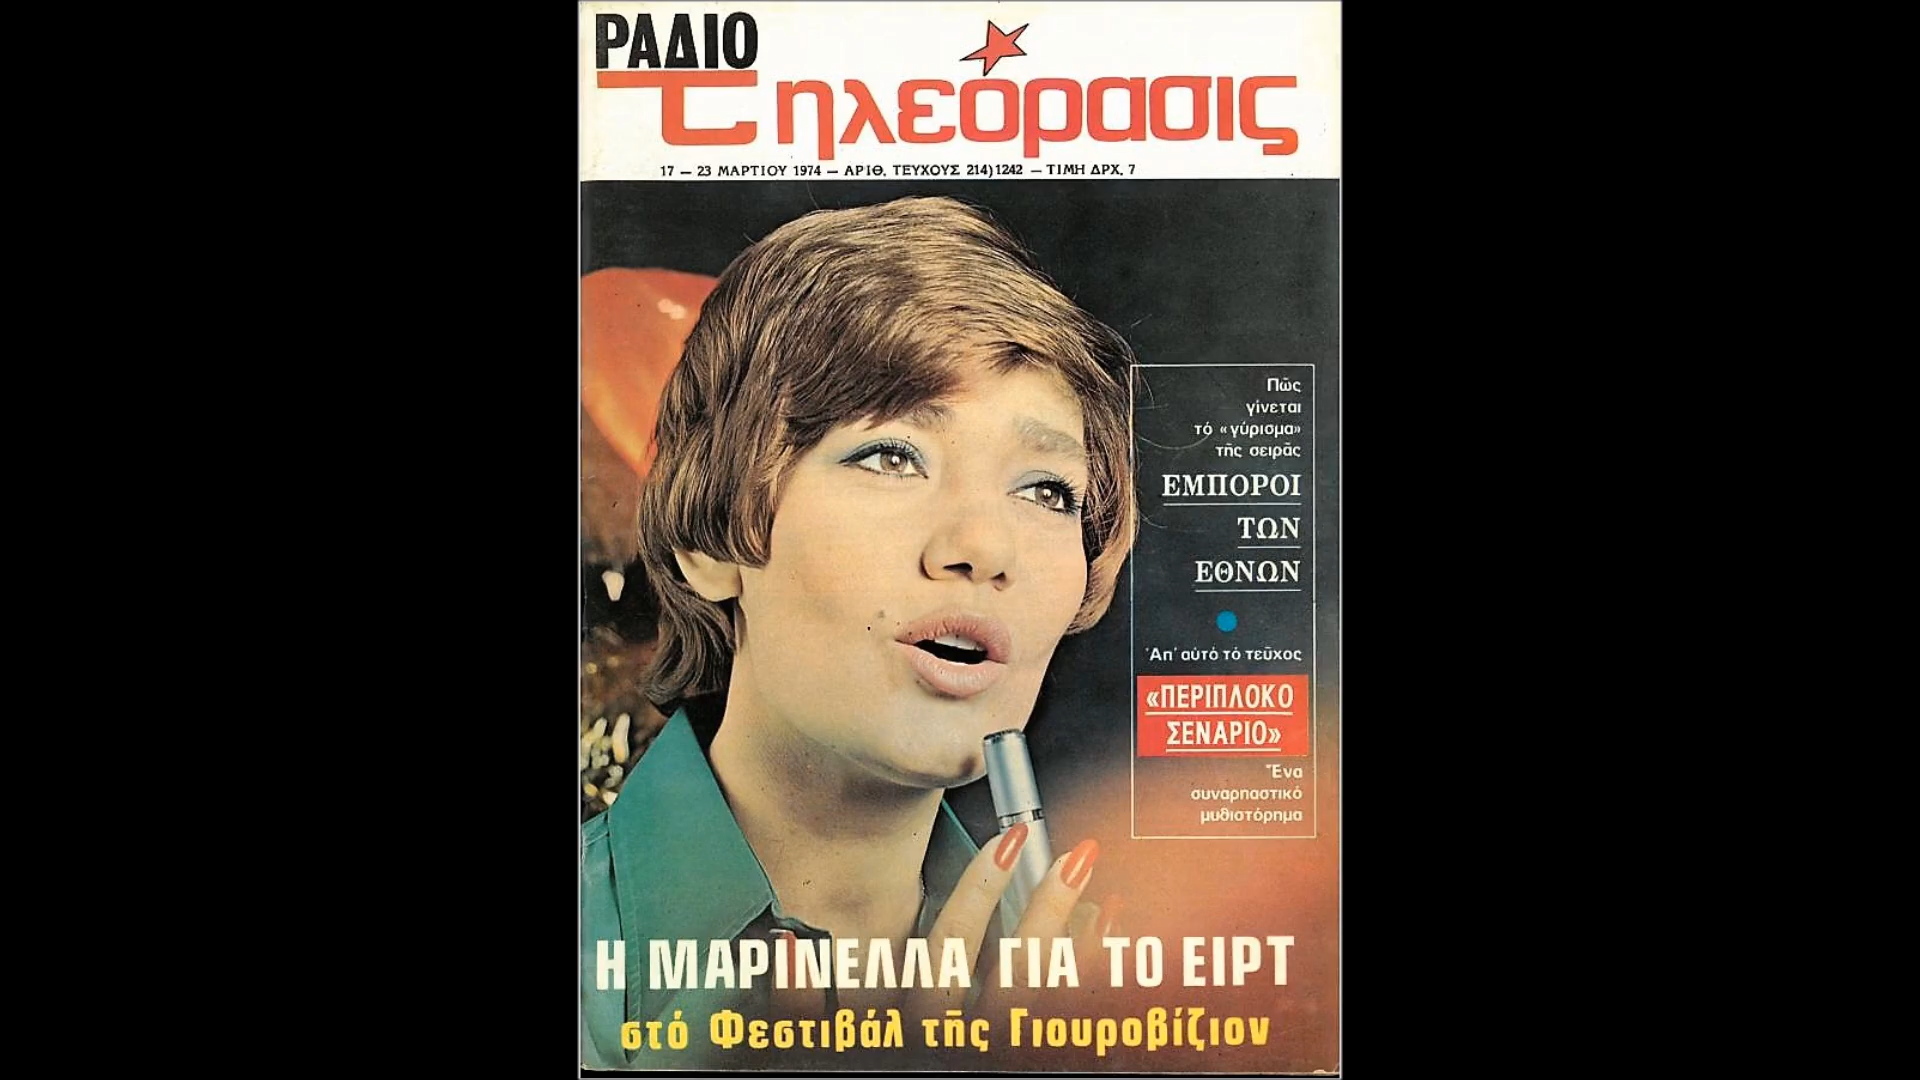 ΡΑΔΙΟ
Τηλεόρασις
17 — 23 ΜΑΡΤΙΟΥ 1974 — ΑΡΙΘ. ΤΕΥΧΟΥΣ 214) 1242 — ΤΙΜΗ ΔΡΧ. 7
Πῶς
γίνεται
τό «γύρισμα»
τῆς σειρᾶς
ΕΜΠΟΡΟΙ
ΤΩΝ
ΕΘΝΩΝ
Ἀπ' αὐτό τό τεῦχος
«ΠΕΡΙΠΛΟΚΟ
ΣΕΝΑΡΙΟ»
Ἕνα
συναρπαστικό
μυθιστόρημα
Η ΜΑΡΙΝΕΛΛΑ ΓΙΑ ΤΟ ΕΙΡΤ
στό Φεστιβάλ τῆς Γιουροβίζιον